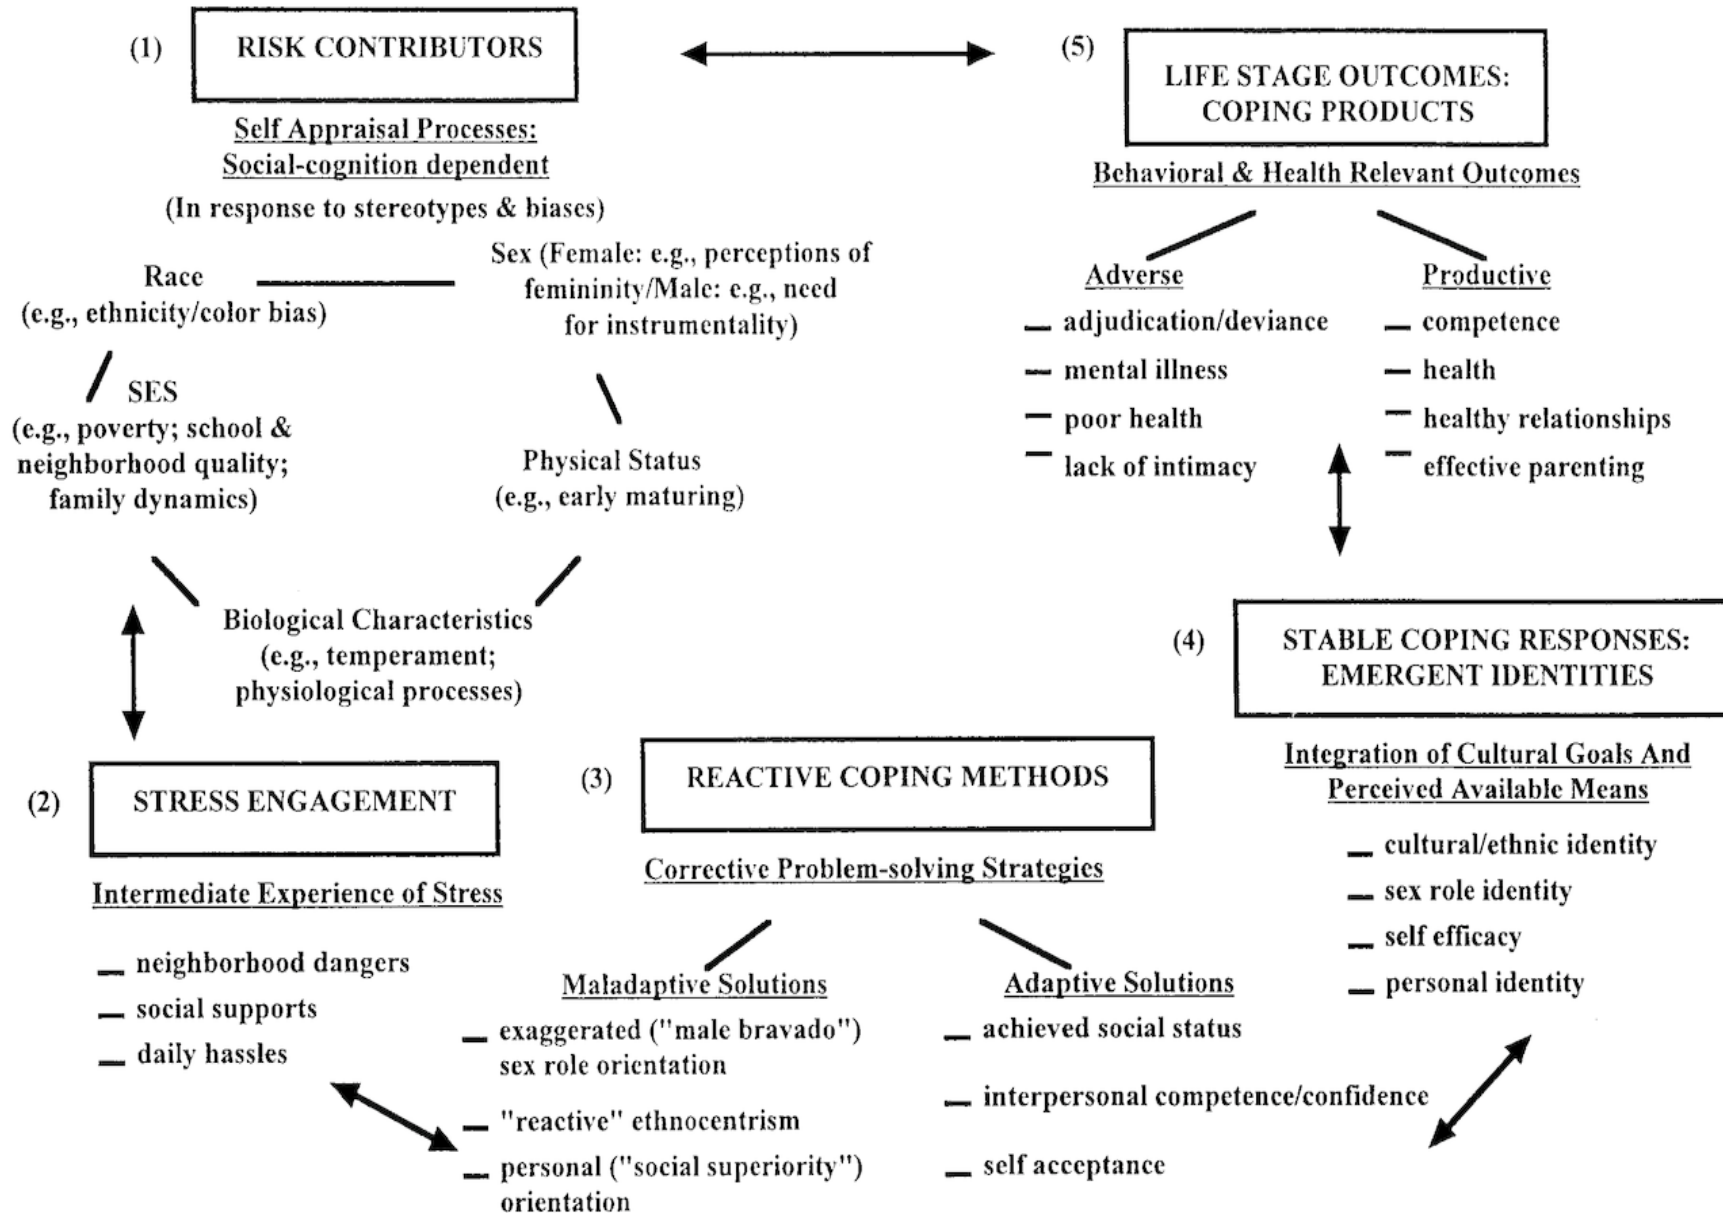 (1)
RISK CONTRIBUTORS
Self Appraisal Processes:
Social-cognition dependent
(In response to stereotypes & biases)
Race
(e.g., ethnicity/color bias)
Sex (Female: e.g., perceptions of
femininity/Male: e.g., need
for instrumentality)
SES
(e.g., poverty; school &
neighborhood quality;
family dynamics)
Physical Status
(e.g., early maturing)
Biological Characteristics
(e.g., temperament;
physiological processes)
(2)
STRESS ENGAGEMENT
Intermediate Experience of Stress
neighborhood dangers
social supports
daily hassles
(3)
REACTIVE COPING METHODS
Corrective Problem-solving Strategies
Maladaptive Solutions
exaggerated ("male bravado")
sex role orientation
"reactive" ethnocentrism
personal ("social superiority")
orientation
Adaptive Solutions
achieved social status
interpersonal competence/confidence
self acceptance
(4)
STABLE COPING RESPONSES:
EMERGENT IDENTITIES
Integration of Cultural Goals And
Perceived Available Means
cultural/ethnic identity
sex role identity
self efficacy
personal identity
(5)
LIFE STAGE OUTCOMES:
COPING PRODUCTS
Behavioral & Health Relevant Outcomes
Adverse
adjudication/deviance
mental illness
poor health
lack of intimacy
Productive
competence
health
healthy relationships
effective parenting